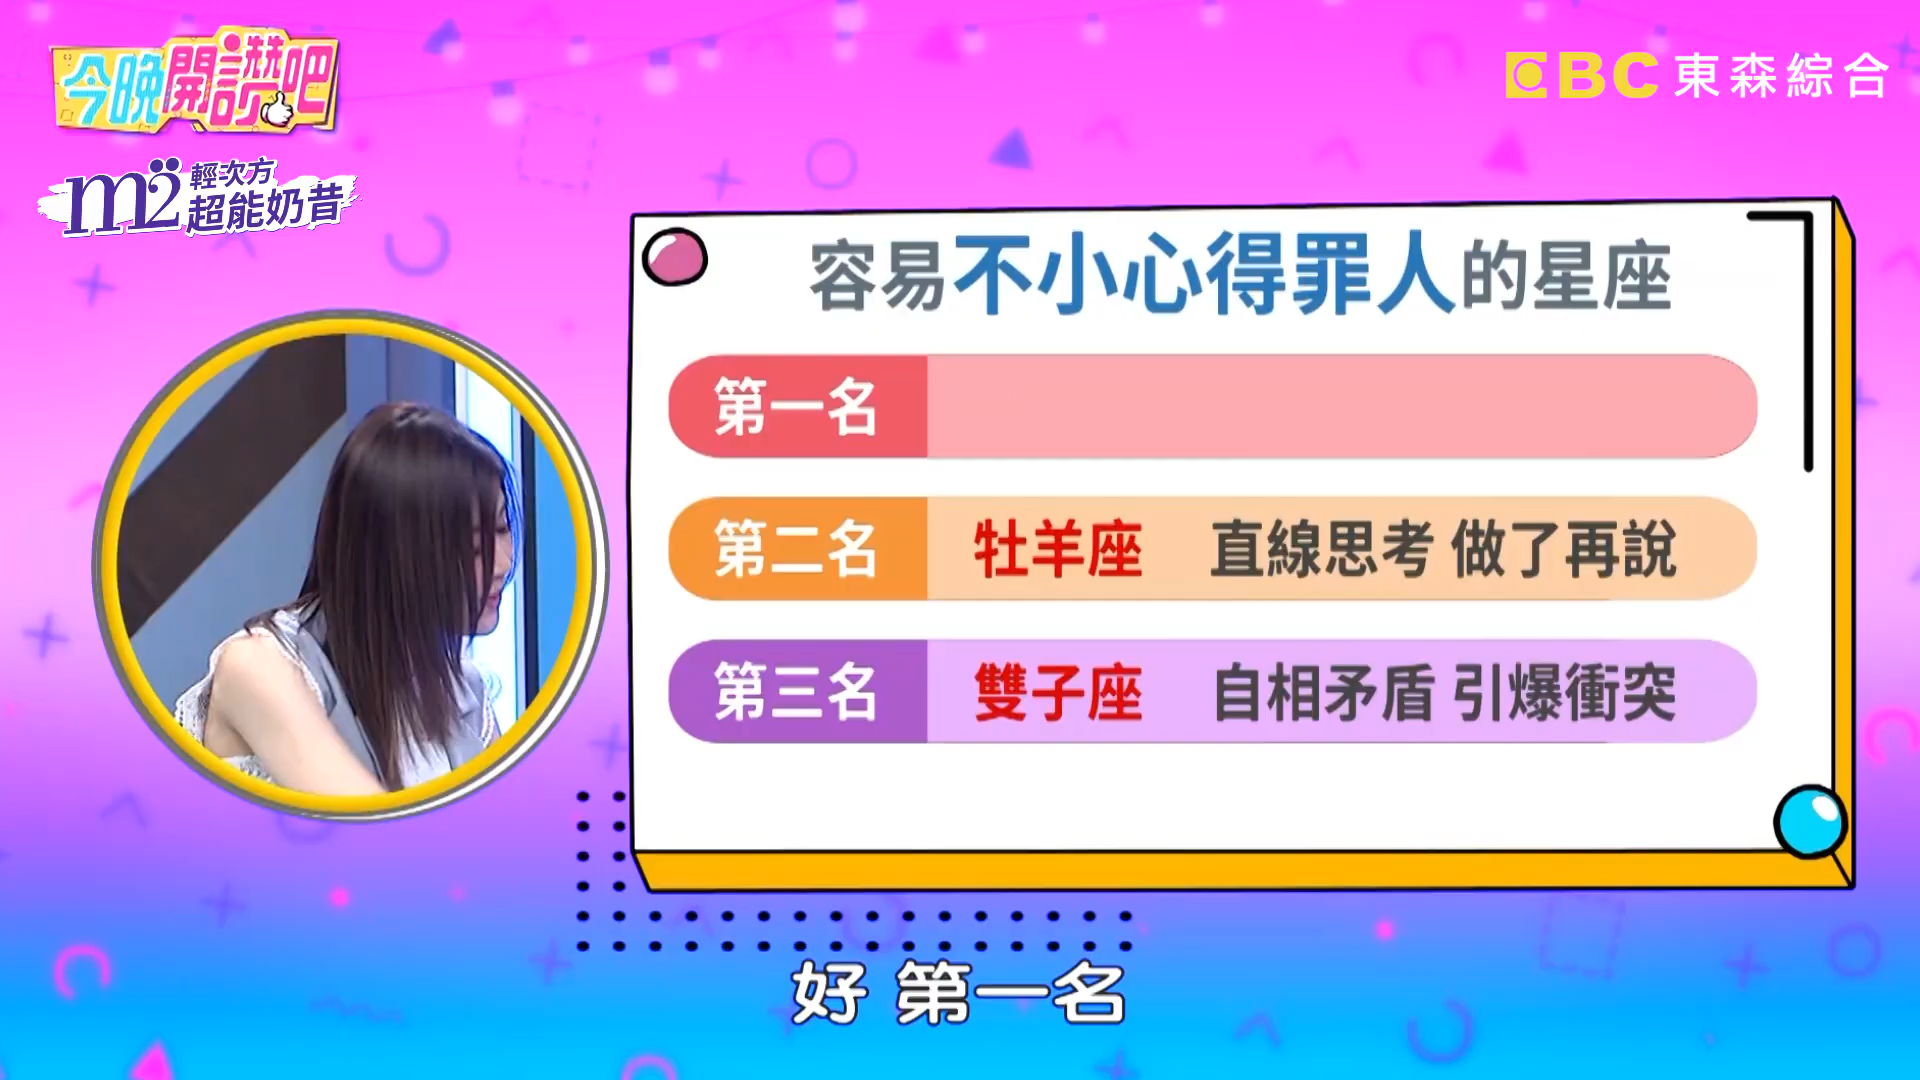 今晚開讚吧
EBC 東森綜合
m2 輕次方
超能奶昔
容易不小心得罪人的星座
第一名
第二名 牡羊座 直線思考 做了再說
第三名 雙子座 自相矛盾 引爆衝突
好 第一名